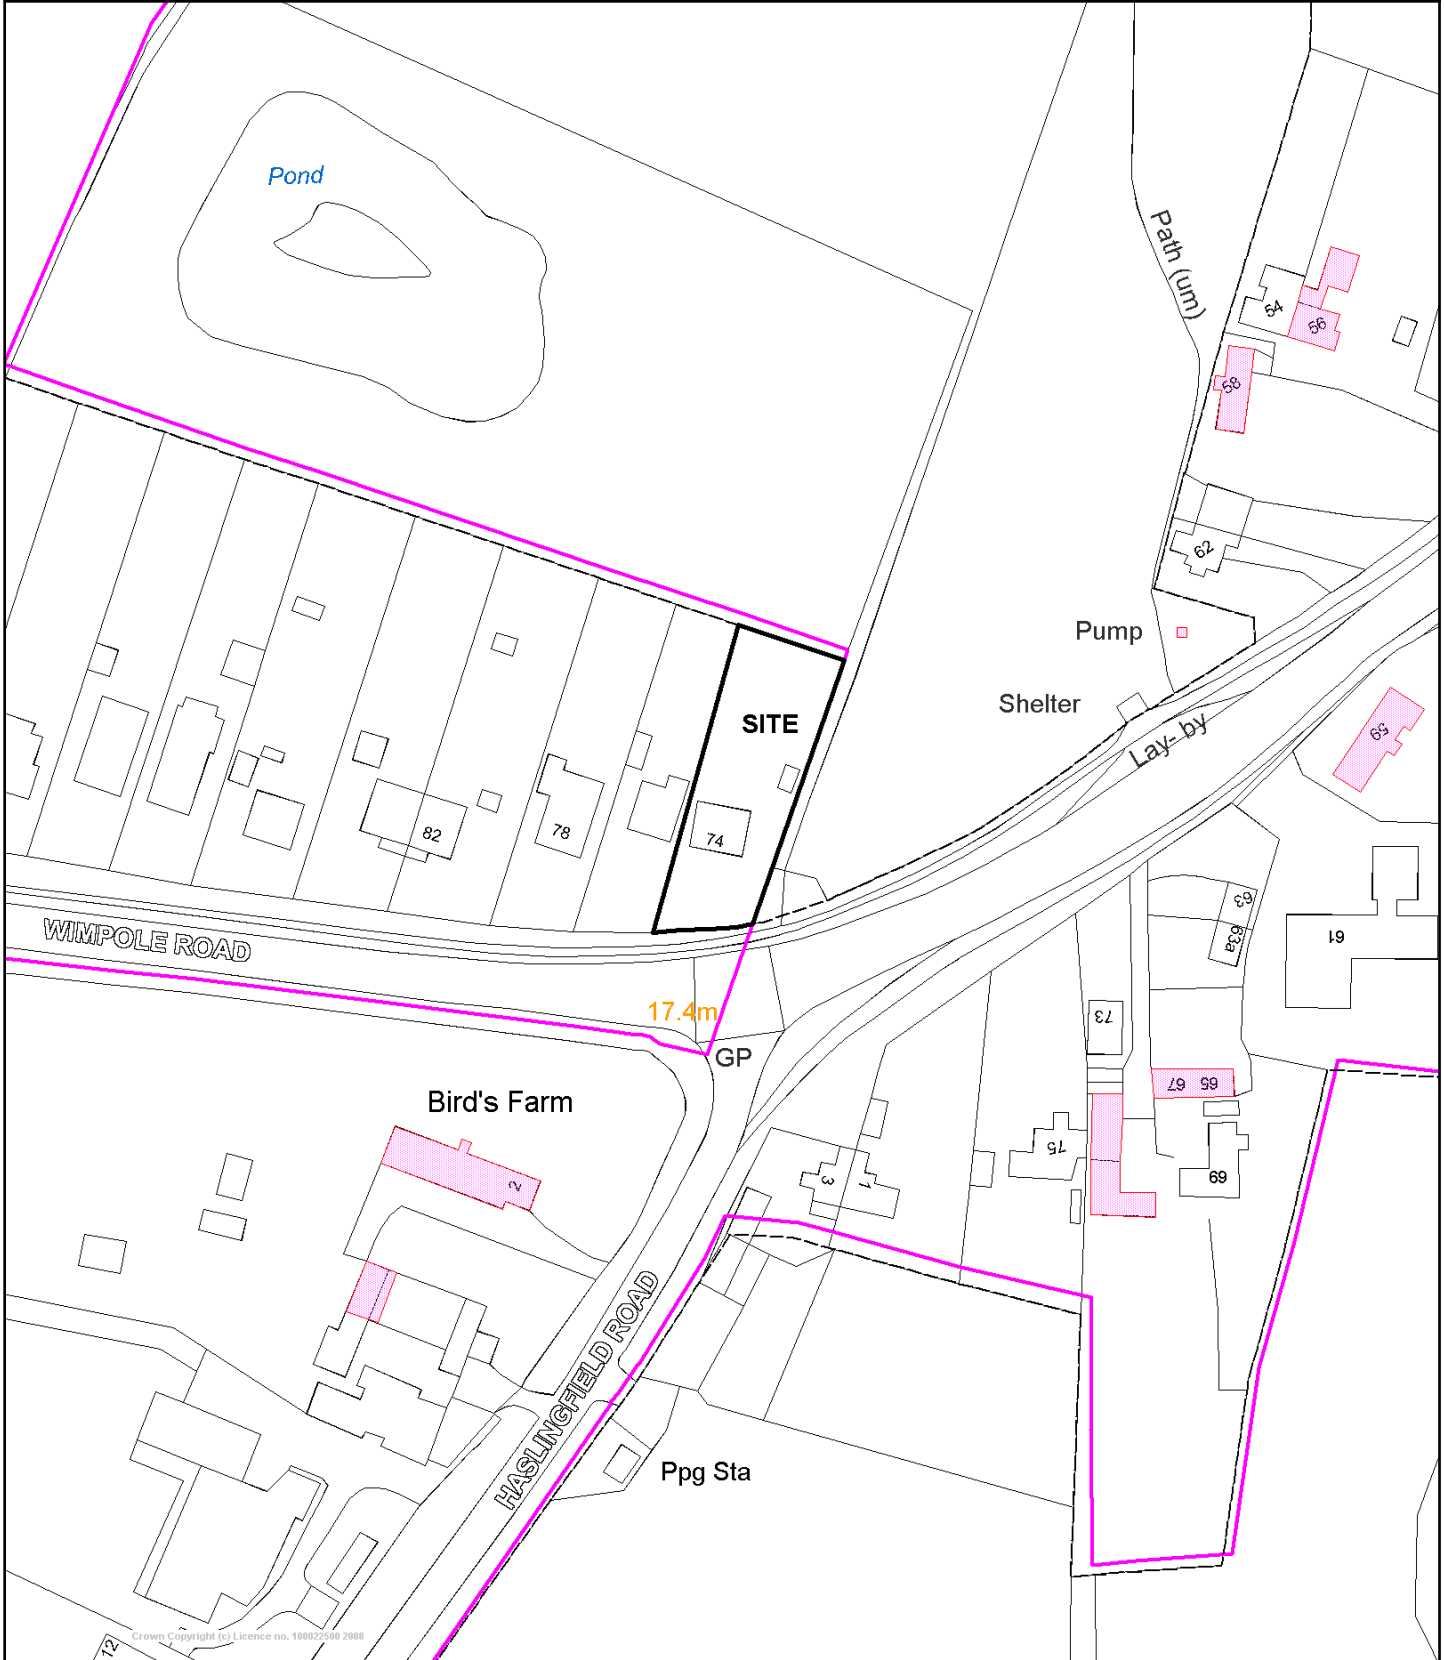 Pond
Path (um)
54
56
58
62
Pump
Shelter
Lay- by
59
SITE
82
78
74
WIMPOLE ROAD
63
63a
61
17.4m
GP
73
67 65
Bird's Farm
2
3
1
75
69
HASLINGFIELD ROAD
Ppg Sta
12
Crown Copyright (c) Licence no. 100022500 2008